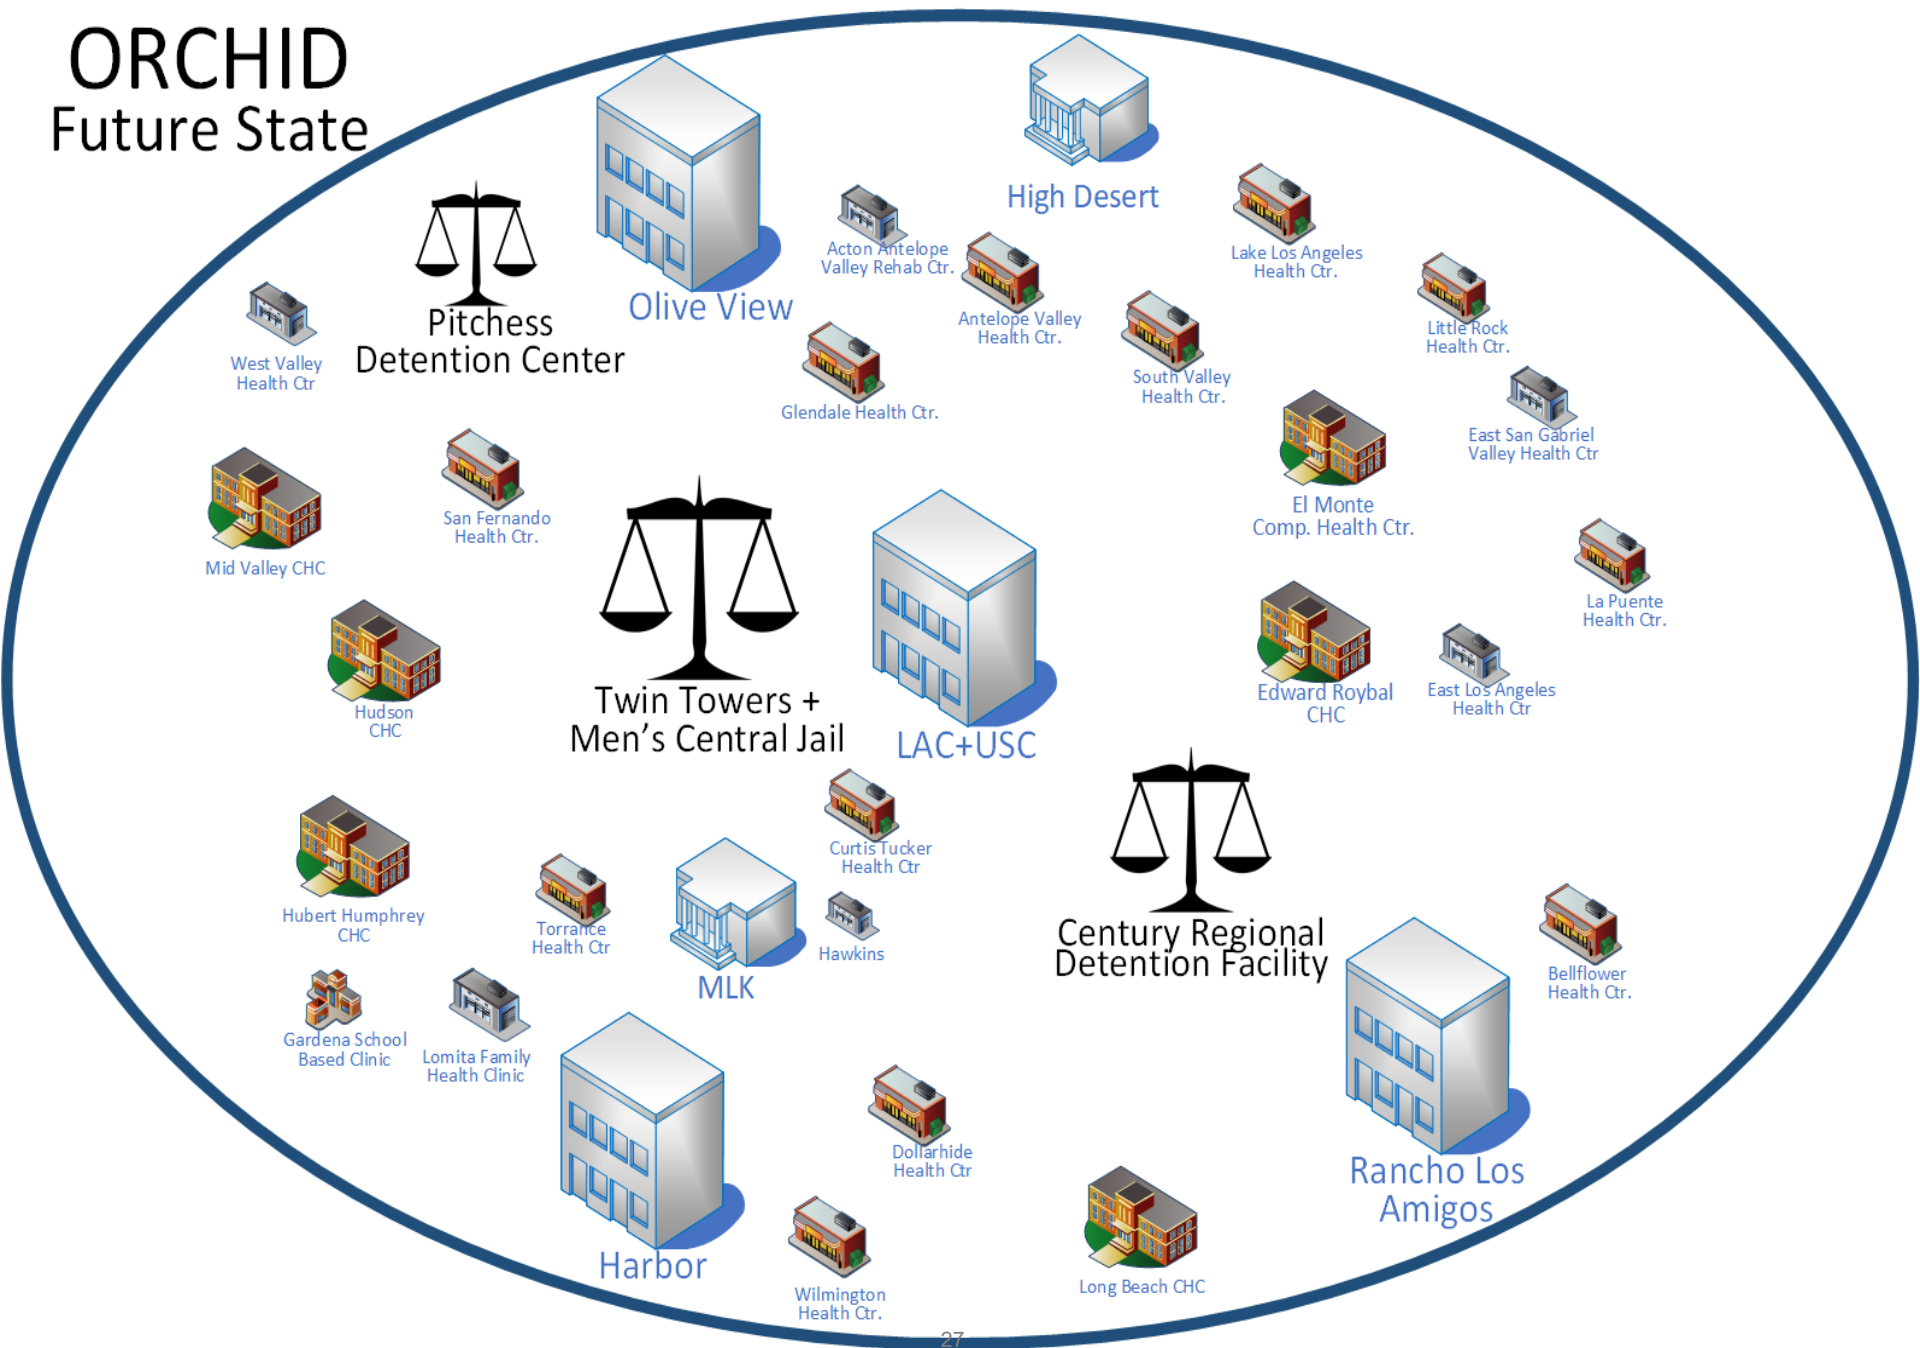 ORCHID
Future State
High Desert
Olive View
Acton Antelope
Valley Rehab Ctr.
Lake Los Angeles
Health Ctr.
Pitchess
Detention Center
Antelope Valley
Health Ctr.
Little Rock
Health Ctr.
West Valley
Health Ctr
Glendale Health Ctr.
South Valley
Health Ctr.
East San Gabriel
Valley Health Ctr
San Fernando
Health Ctr.
El Monte
Comp. Health Ctr.
Mid Valley CHC
La Puente
Health Ctr.
Hudson
CHC
Twin Towers +
Men's Central Jail
LAC+USC
Edward Roybal
CHC
East Los Angeles
Health Ctr
Curtis Tucker
Health Ctr
Hubert Humphrey
CHC
Torrance
Health Ctr
MLK
Hawkins
Century Regional
Detention Facility
Bellflower
Health Ctr.
Gardena School
Based Clinic
Lomita Family
Health Clinic
Dollarhide
Health Ctr
Rancho Los
Amigos
Harbor
Wilmington
Health Ctr.
Long Beach CHC
27